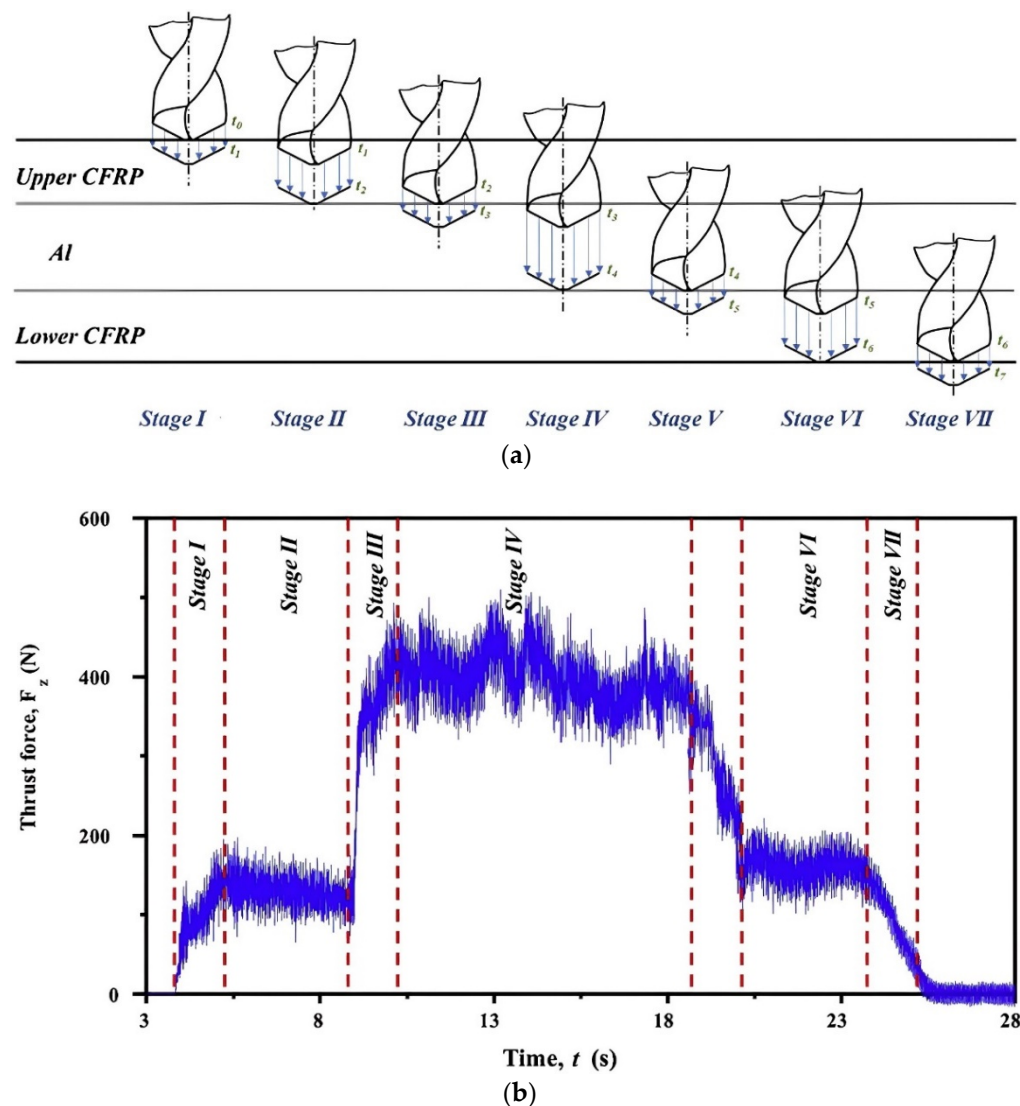 t0
t1 t1
Upper CFRP
t2 t2
t3 t3
Al
t4 t4
t5 t5
Lower CFRP
t6 t6
t7
Stage I Stage II Stage III Stage IV Stage V Stage VI Stage VII
(a)
600
Stage I
Stage II
Stage III
Stage IV
Stage VI
Stage VII
400
200
0
Thrust force, Fz (N)
3 8 13 18 23 28
Time, t (s)
(b)